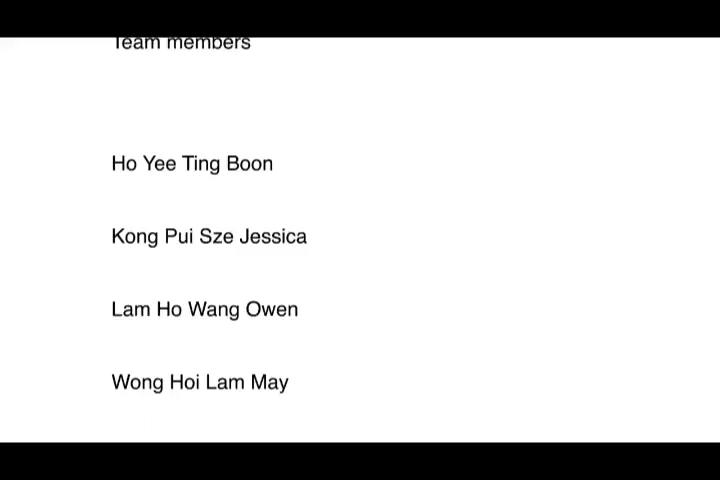 Team members
Ho Yee Ting Boon
Kong Pui Sze Jessica
Lam Ho Wang Owen
Wong Hoi Lam May